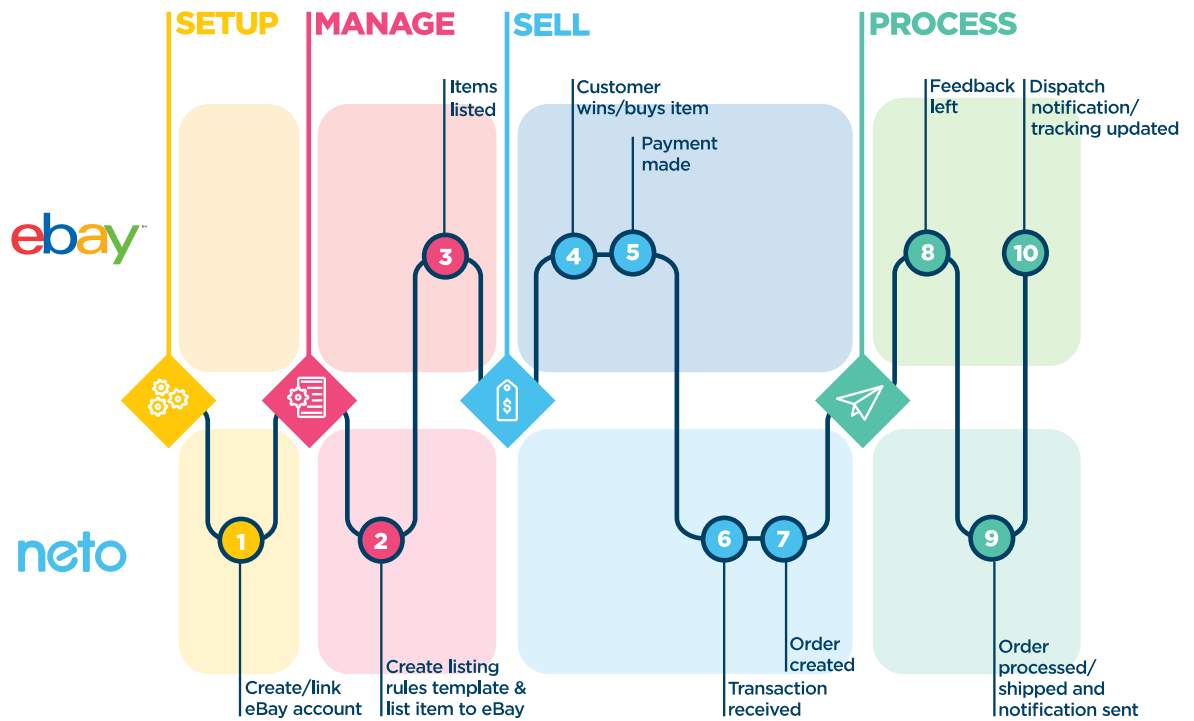 SETUP
MANAGE
SELL
PROCESS
Items
listed
Customer
wins/buys item
Payment
made
Feedback
left
Dispatch
notification/
tracking updated
ebay™
3
4
5
8
10
$
neto
1
2
6
7
9
Create/link
eBay account
Create listing
rules template &
list item to eBay
Transaction
received
Order
created
Order
processed/
shipped and
notification sent